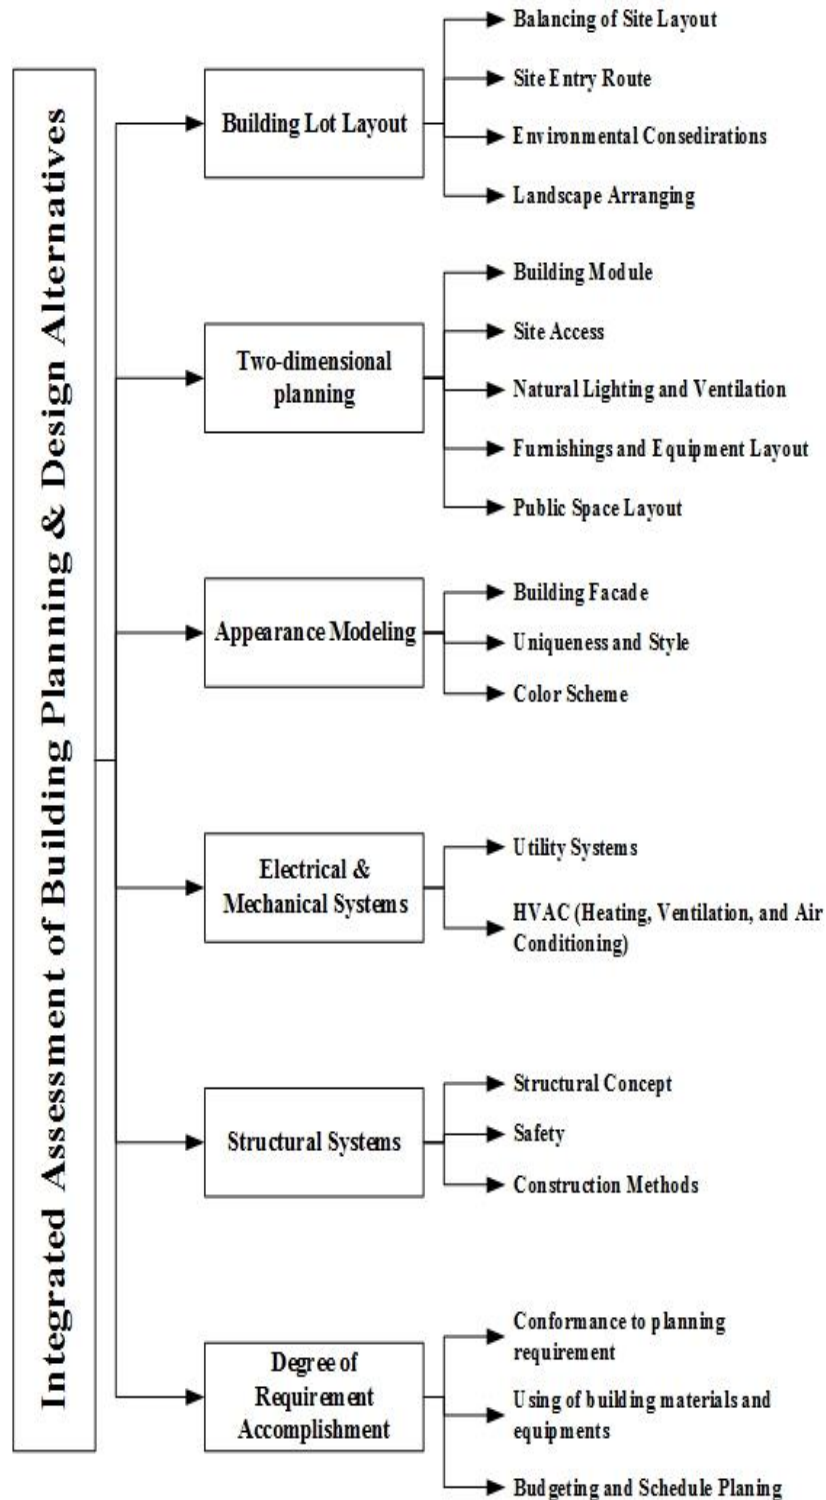 Integrated Assessment of Building Planning & Design Alternatives
Building Lot Layout
Balancing of Site Layout
Site Entry Route
Environmental Consedirations
Landscape Arranging
Two-dimensional
planning
Building Module
Site Access
Natural Lighting and Ventilation
Furnishings and Equipment Layout
Public Space Layout
Appearance Modeling
Building Facade
Uniqueness and Style
Color Scheme
Electrical &
Mechanical Systems
Utility Systems
HVAC (Heating, Ventilation, and Air
Conditioning)
Structural Systems
Structural Concept
Safety
Construction Methods
Degree of
Requirement
Accomplishment
Conformance to planning
requirement
Using of building materials and
equipments
Budgeting and Schedule Planing